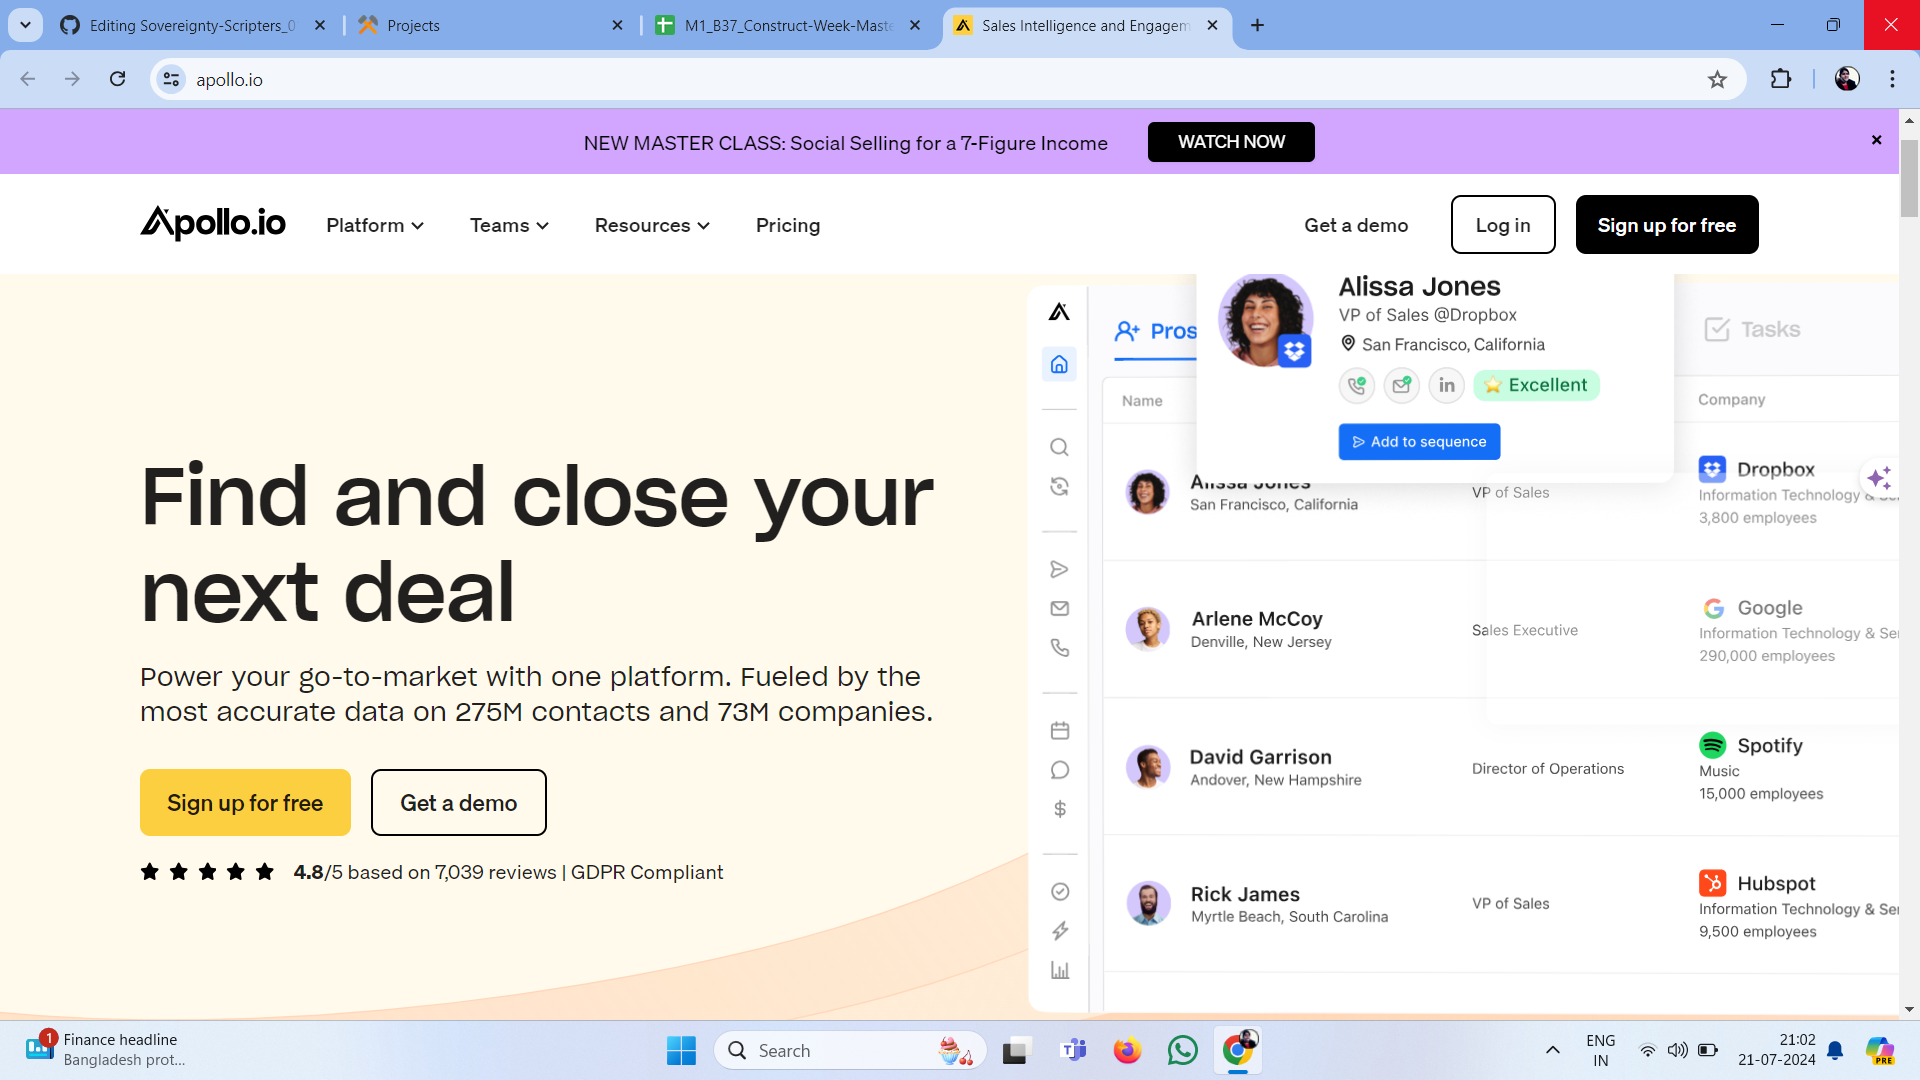 Editing Sovereignty-Scripters_0
Projects
M1_B37_Construct-Week-Maste
Sales Intelligence and Engagem
apollo.io
NEW MASTER CLASS: Social Selling for a 7-Figure Income
WATCH NOW
Apollo.io
Platform
Teams
Resources
Pricing
Get a demo
Log in
Sign up for free
Find and close your
next deal
Power your go-to-market with one platform. Fueled by the
most accurate data on 275M contacts and 73M companies.
Sign up for free
Get a demo
4.8/5 based on 7,039 reviews | GDPR Compliant
Pros
Tasks
Alissa Jones
VP of Sales @Dropbox
San Francisco, California
in
Excellent
Add to sequence
Name
Company
Alissa Jones
San Francisco, California
VP of Sales
Dropbox
Information Technology & Se
3,800 employees
Arlene McCoy
Denville, New Jersey
Sales Executive
Google
Information Technology & Se
290,000 employees
David Garrison
Andover, New Hampshire
Director of Operations
Spotify
Music
15,000 employees
Rick James
Myrtle Beach, South Carolina
VP of Sales
Hubspot
Information Technology & Se
9,500 employees
1
Finance headline
Bangladesh prot...
Search
ENG
IN
21:02
21-07-2024
PRE